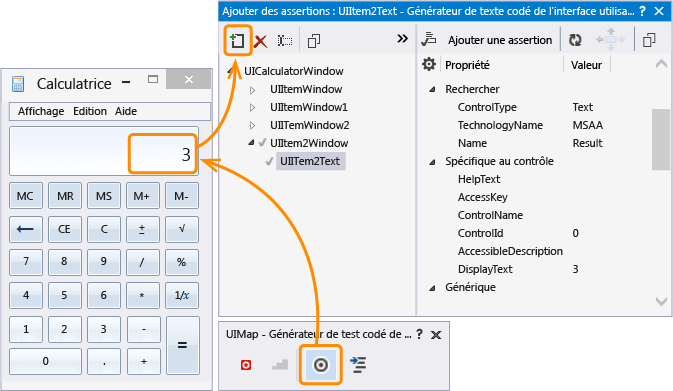 Ajouter des assertions : UIItem2Text - Générateur de texte codé de l'interface utilisa... ? X
Ajouter une assertion
UICalculatorWindow
UIItemWindow
UIItemWindow1
UIITemWindow2
UIItem2Window
UIITem2Text
Propriété Valeur
Rechercher
ControlType Text
TechnologyName MSAA
Name Result
Spécifique au contrôle
HelpText
AccessKey
ControlName
ControlId 0
AccessibleDescription
DisplayText 3
Générique
Calculatrice
Affichage Edition Aide
3
MC MR MS M+ M-
← CE C ± √
7 8 9 / %
4 5 6 * 1/x
1 2 3 - =
0 . +
UIMap - Générateur de test codé de ... ? X